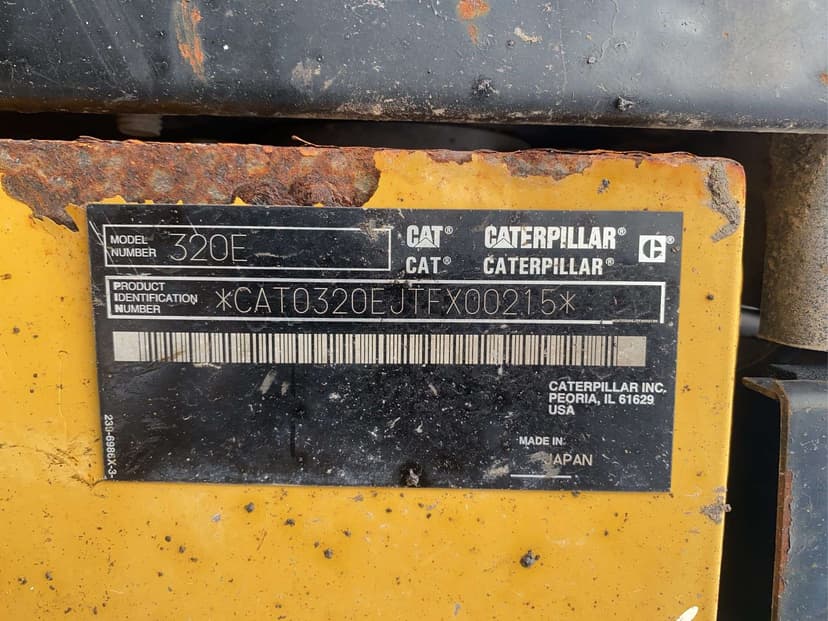 MODEL NUMBER 320E
CAT® CATERPILLAR®
CAT® CATERPILLAR®
C®
PRODUCT
IDENTIFICATION
NUMBER
PIN
*CAT0320EJTFX00215*
CATERPILLAR INC.
PEORIA, IL 61629
USA
MADE IN
JAPAN